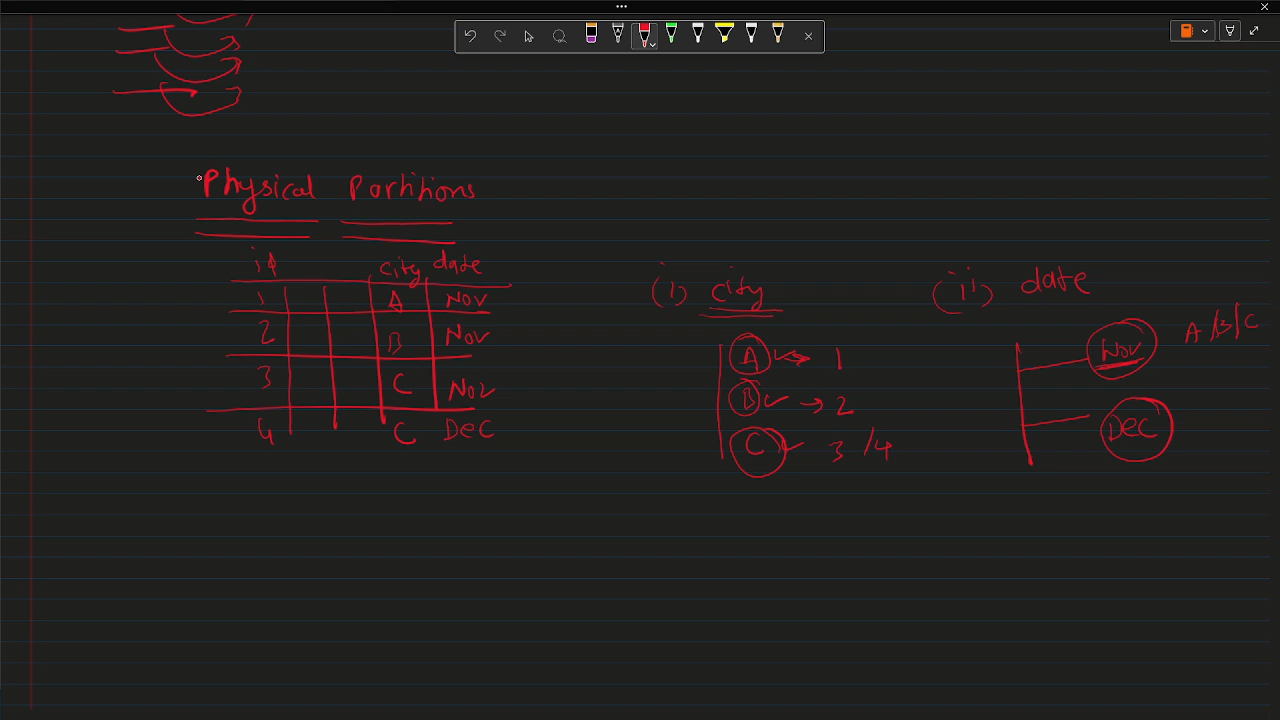 Physical Partitions
id city date
1 A Nov
2 B Nov
3 C Nov
4 C DEC
(i) city
A → 1
B → 2
C 3/4
(ii) date
Nov A/B/C
DEC